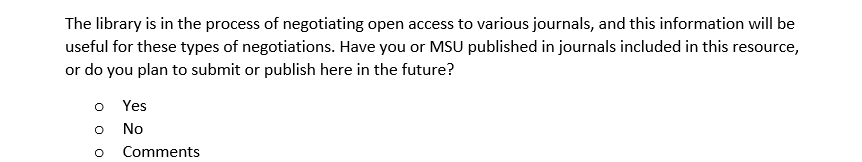 The library is in the process of negotiating open access to various journals, and this information will be
useful for these types of negotiations. Have you or MSU published in journals included in this resource,
or do you plan to submit or publish here in the future?
o Yes
o No
o Comments